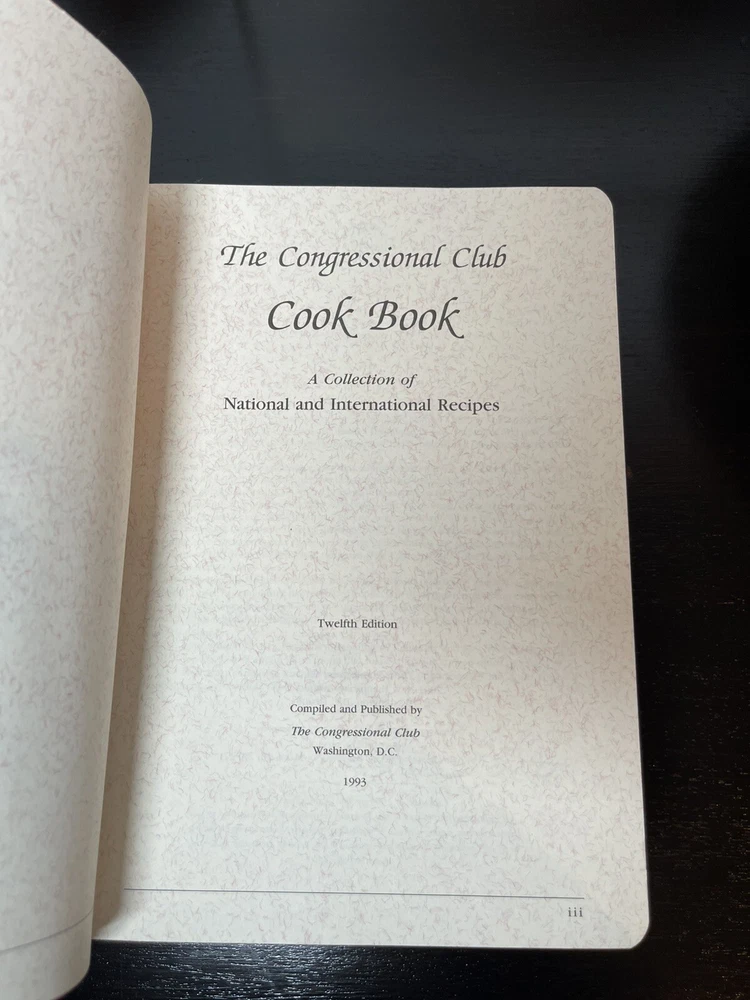 The Congressional Club
Cook Book
A Collection of
National and International Recipes
Twelfth Edition
Compiled and Published by
The Congressional Club
Washington, D.C.
1993
iii